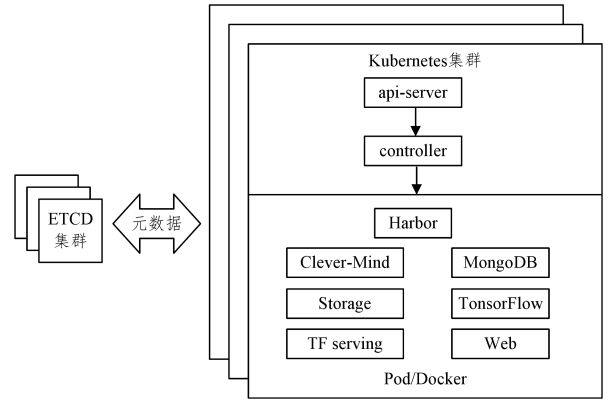 Kubernetes集群
api-server
controller
ETCD
集群
元数据
Harbor
Clever-Mind
MongoDB
Storage
TonsorFlow
TF serving
Web
Pod/Docker